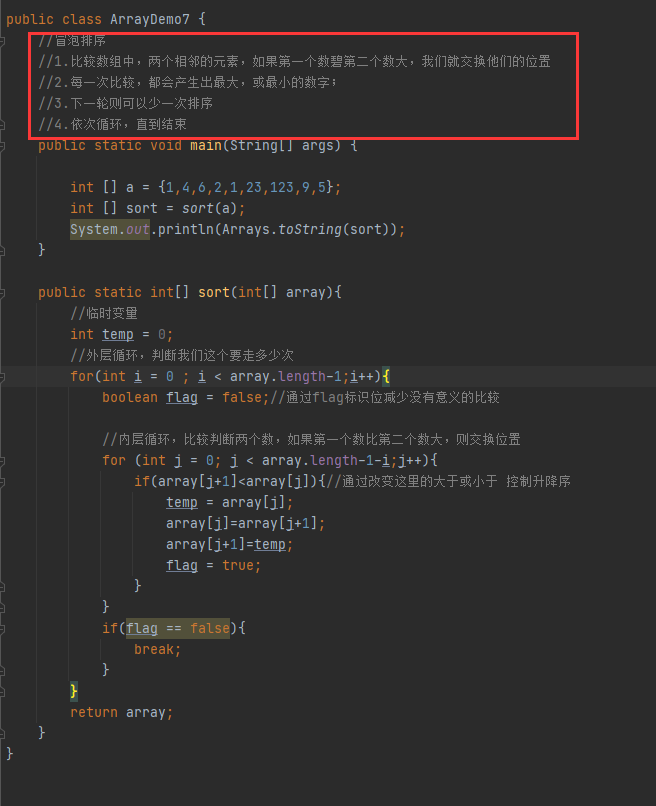 public class ArrayDemo7 {
//冒泡排序
//1.比较数组中，两个相邻的元素，如果第一个数碧第二个数大，我们就交换他们的位置
//2.每一次比较，都会产生出最大，或最小的数字；
//3.下一轮则可以少一次排序
//4.依次循环，直到结束
public static void main(String[] args) {
int [] a = {1,4,6,2,1,23,123,9,5};
int [] sort = sort(a);
System.out.println(Arrays.toString(sort));
}
public static int[] sort(int[] array){
//临时变量
int temp = 0;
//外层循环，判断我们这个要走多少次
for(int i = 0 ; i < array.length-1;i++){
boolean flag = false;//通过flag标识位减少没有意义的比较
//内层循环，比较判断两个数，如果第一个数比第二个数大，则交换位置
for (int j = 0; j < array.length-1-i;j++){
if(array[j+1]<array[j]){//通过改变这里的大于或小于 控制升降序
temp = array[j];
array[j]=array[j+1];
array[j+1]=temp;
flag = true;
}
}
if(flag == false){
break;
}
}
return array;
}
}